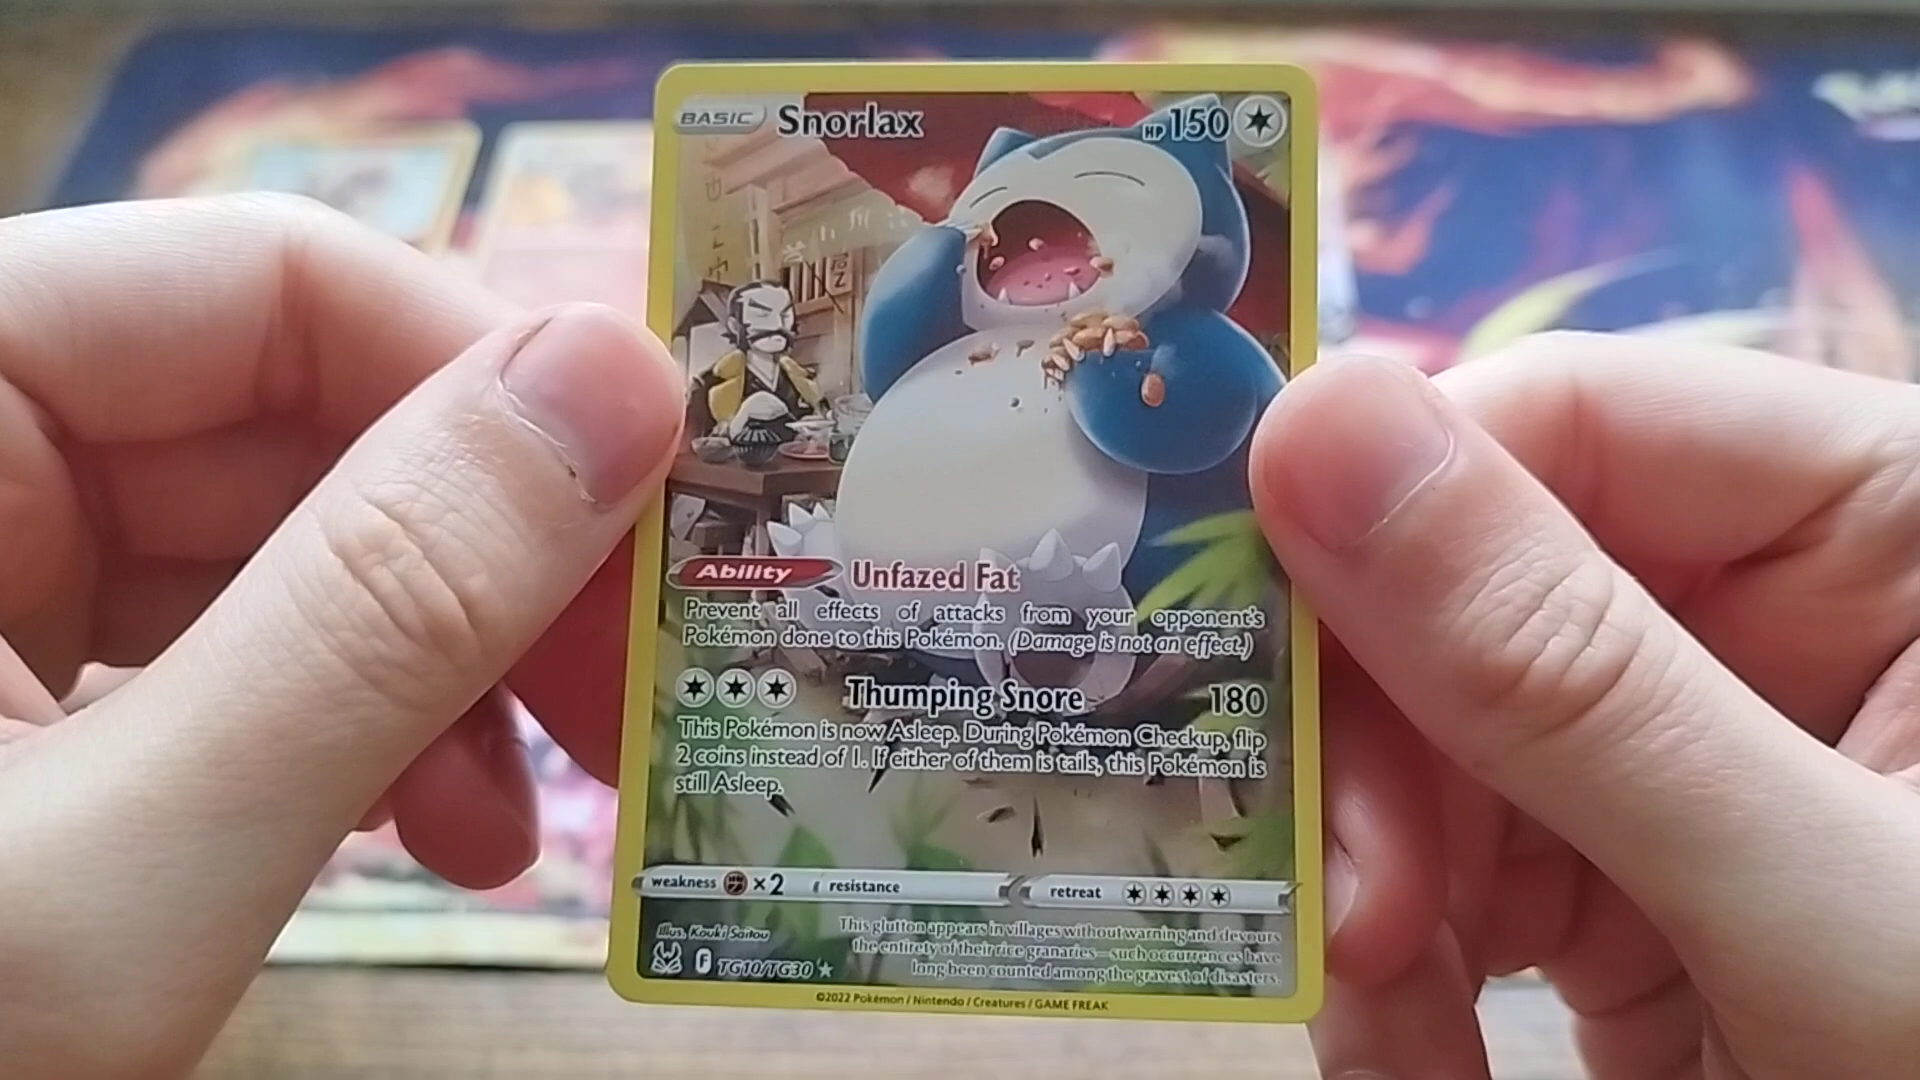 BASIC Snorlax HP 150
Ability Unfazed Fat
Prevent all effects of attacks from your opponent's
Pokémon done to this Pokémon. (Damage is not an effect.)
Thumping Snore 180
This Pokémon is now Asleep. During Pokémon Checkup, flip
2 coins instead of 1. If either of them is tails, this Pokémon is
still Asleep.
weakness ×2 resistance retreat
Illus. Kouki Saitou
This glutton appears in villages without warning and devours
the entirety of their rice granaries—such occurrences have
long been counted among the gravest of disasters.
F TG10/TG30
©2022 Pokémon / Nintendo / Creatures / GAME FREAK